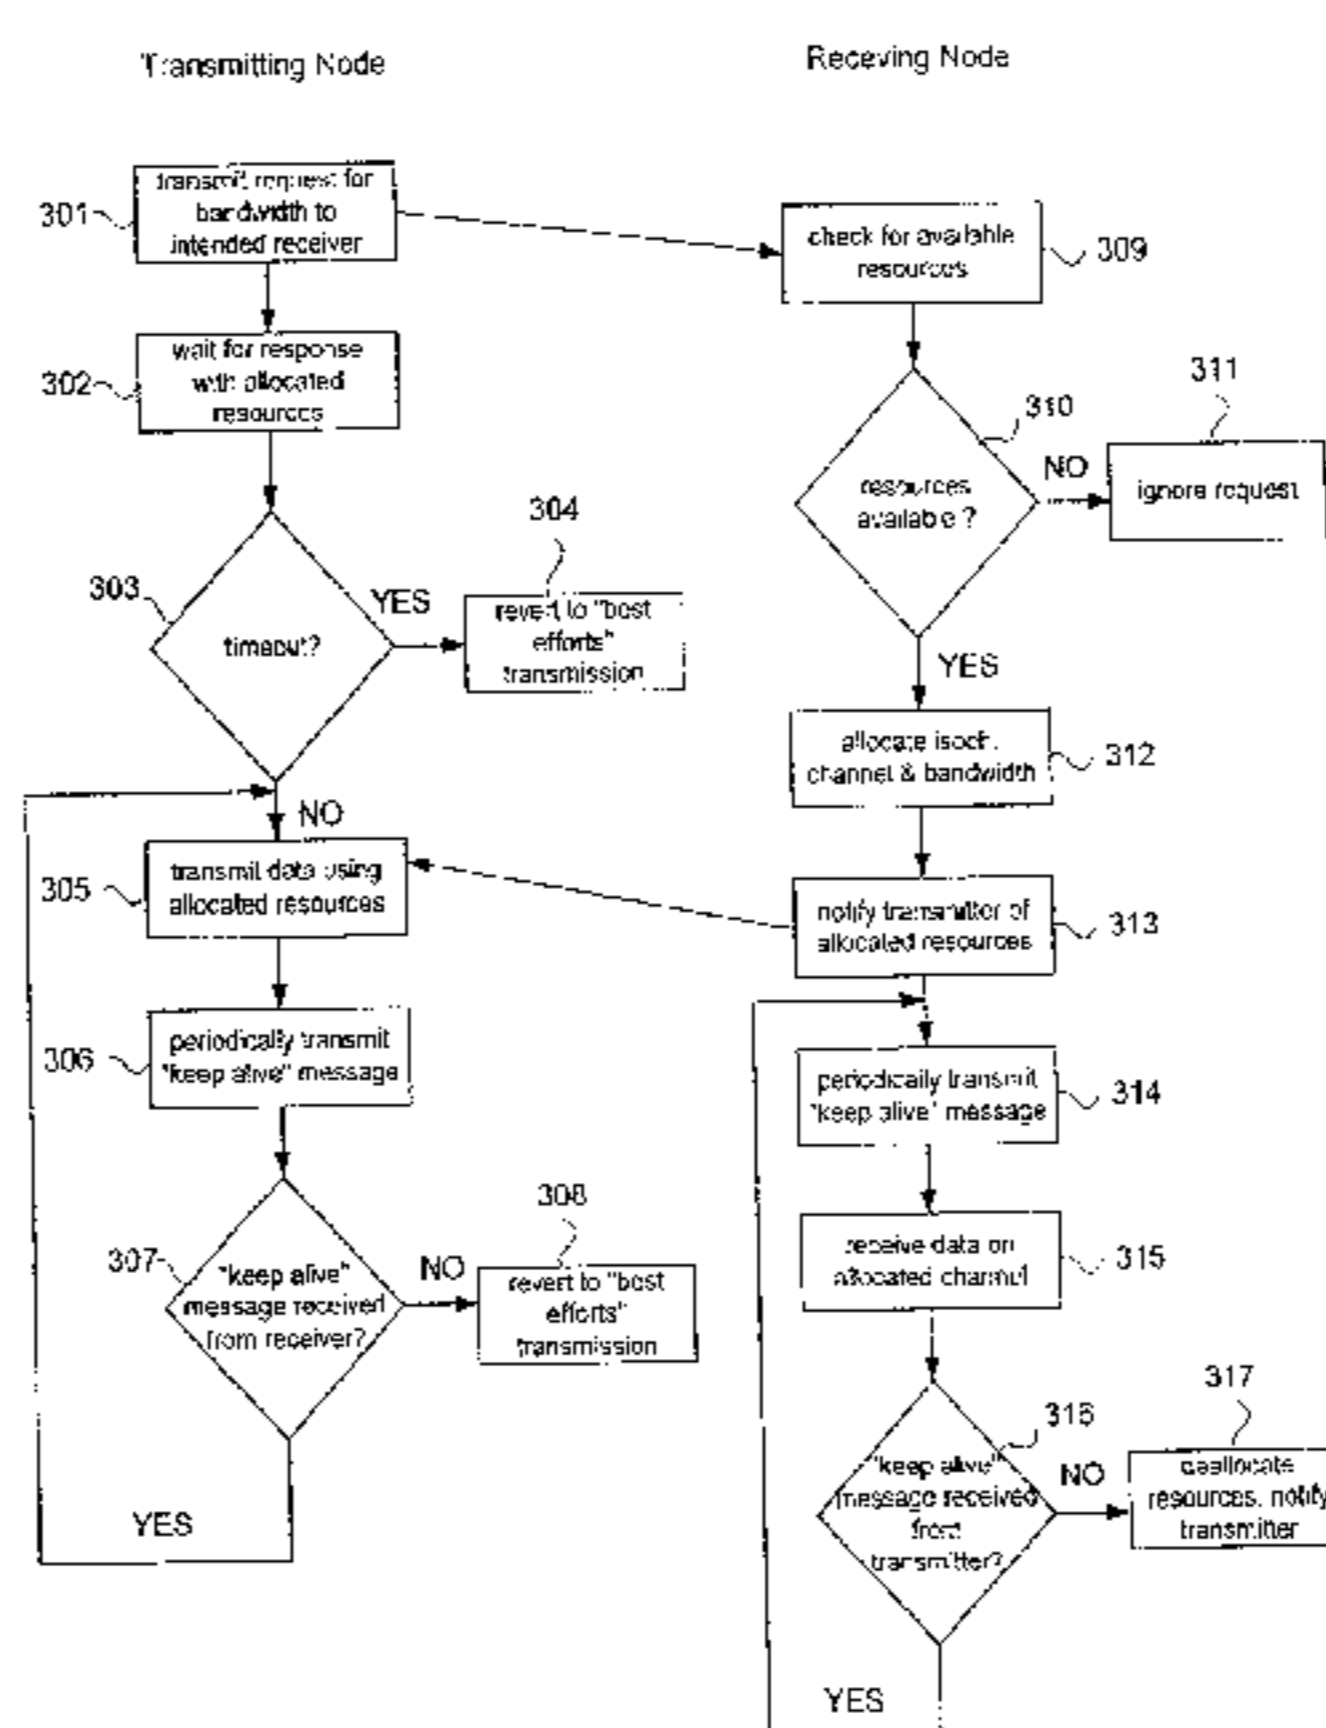 Transmitting Node
Receving Node
301
transmit request for
bandwidth to
intended receiver
302
wait for response
with allocated
resources
303
timeout?
YES
304
revert to "best
efforts"
transmission
NO
305
transmit data using
allocated resources
306
periodically transmit
"keep alive" message
307
"keep alive"
message received
from receiver?
NO
308
revert to "best
efforts"
transmission
YES
check for available
resources
309
310
resources
available?
NO
311
ignore request
YES
allocate isoch.
channel & bandwidth
312
notify transmitter of
allocated resources
313
periodically transmit
"keep alive" message
314
receive data on
allocated channel
315
316
"keep alive"
message received
from
transmitter?
NO
317
deallocate
resources, notify
transmitter
YES